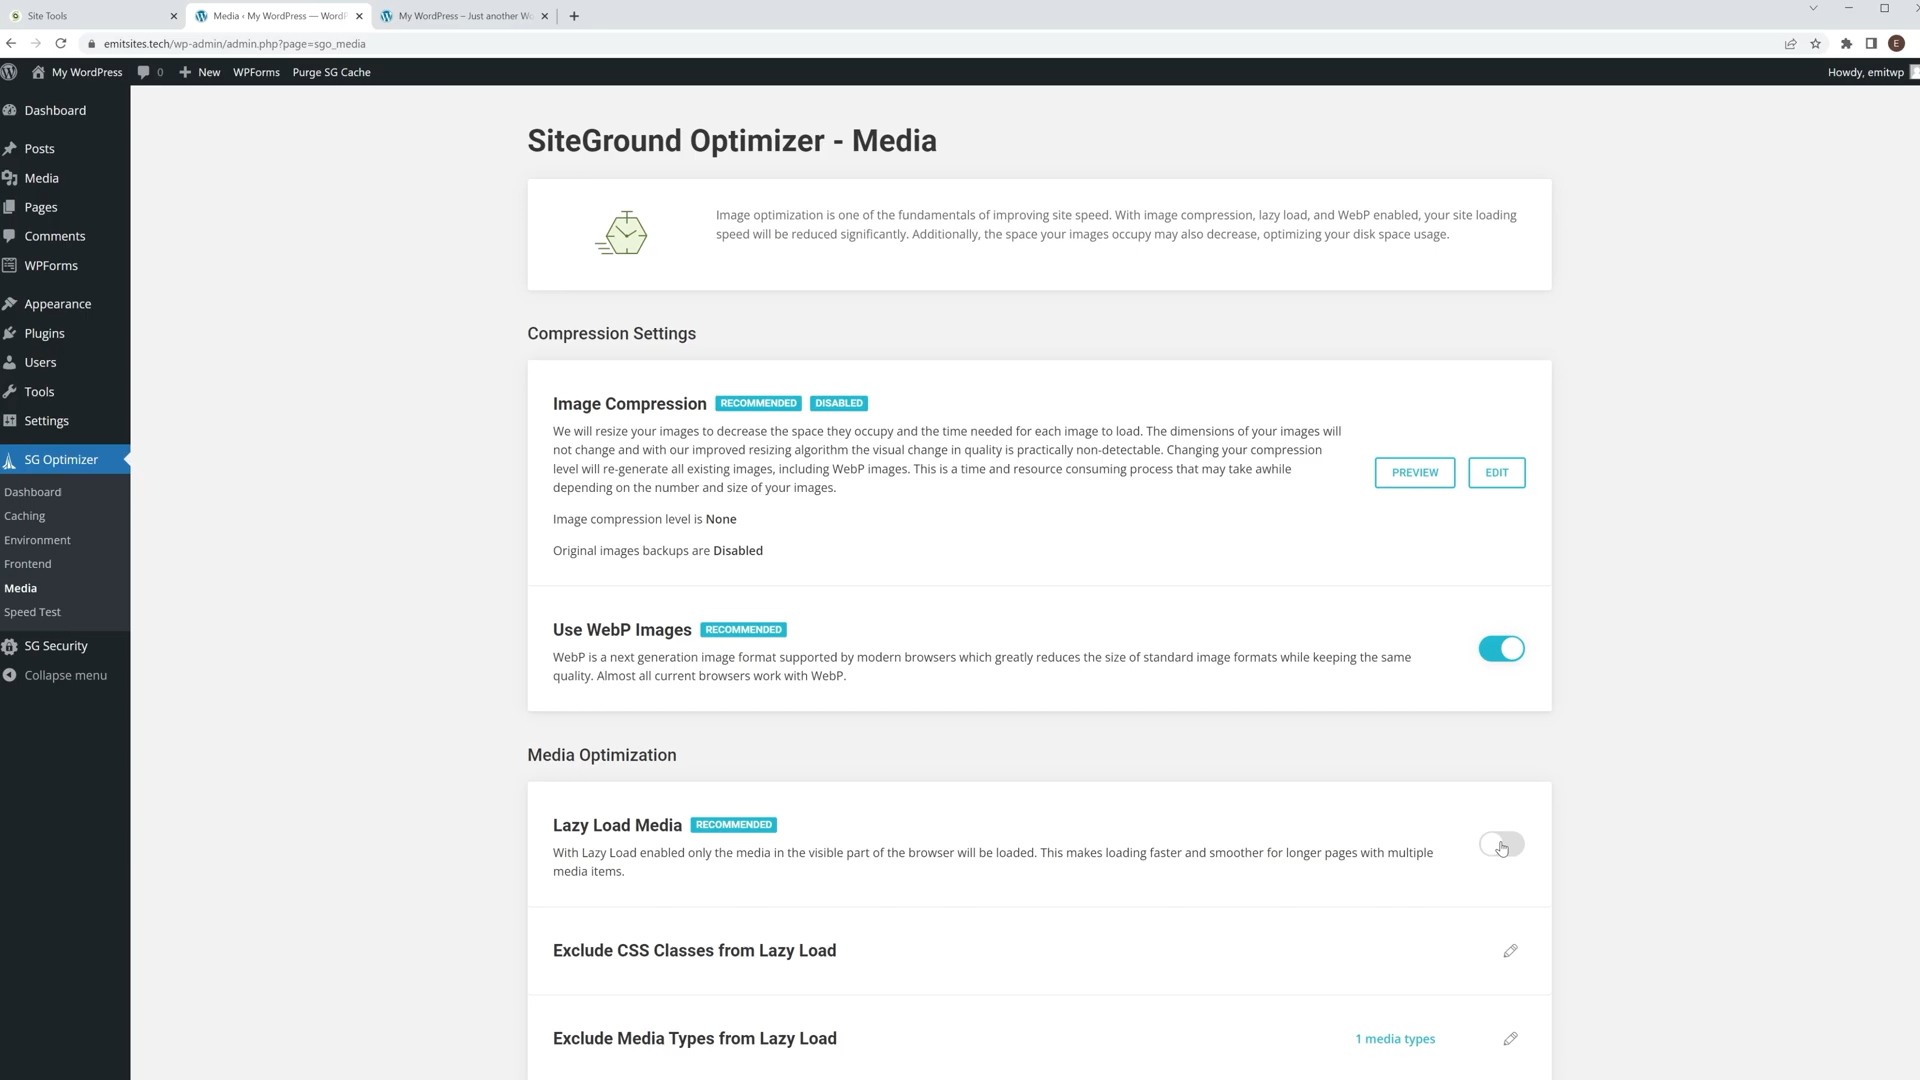 Site Tools
Media ‹ My WordPress — WordP
My WordPress – Just another Wo
emitsites.tech/wp-admin/admin.php?page=sgo_media
E
My WordPress
0
New
WPForms
Purge SG Cache
Howdy, emitwp
Dashboard
Posts
Media
Pages
Comments
WPForms
Appearance
Plugins
Users
Tools
Settings
SG Optimizer
Dashboard
Caching
Environment
Frontend
Media
Speed Test
SG Security
Collapse menu
SiteGround Optimizer - Media
Image optimization is one of the fundamentals of improving site speed. With image compression, lazy load, and WebP enabled, your site loading
speed will be reduced significantly. Additionally, the space your images occupy may also decrease, optimizing your disk space usage.
Compression Settings
Image Compression RECOMMENDED DISABLED
We will resize your images to decrease the space they occupy and the time needed for each image to load. The dimensions of your images will
not change and with our improved resizing algorithm the visual change in quality is practically non-detectable. Changing your compression
level will re-generate all existing images, including WebP images. This is a time and resource consuming process that may take awhile
depending on the number and size of your images.
PREVIEW
EDIT
Image compression level is None
Original images backups are Disabled
Use WebP Images RECOMMENDED
WebP is a next generation image format supported by modern browsers which greatly reduces the size of standard image formats while keeping the same
quality. Almost all current browsers work with WebP.
Media Optimization
Lazy Load Media RECOMMENDED
With Lazy Load enabled only the media in the visible part of the browser will be loaded. This makes loading faster and smoother for longer pages with multiple
media items.
Exclude CSS Classes from Lazy Load
Exclude Media Types from Lazy Load
1 media types